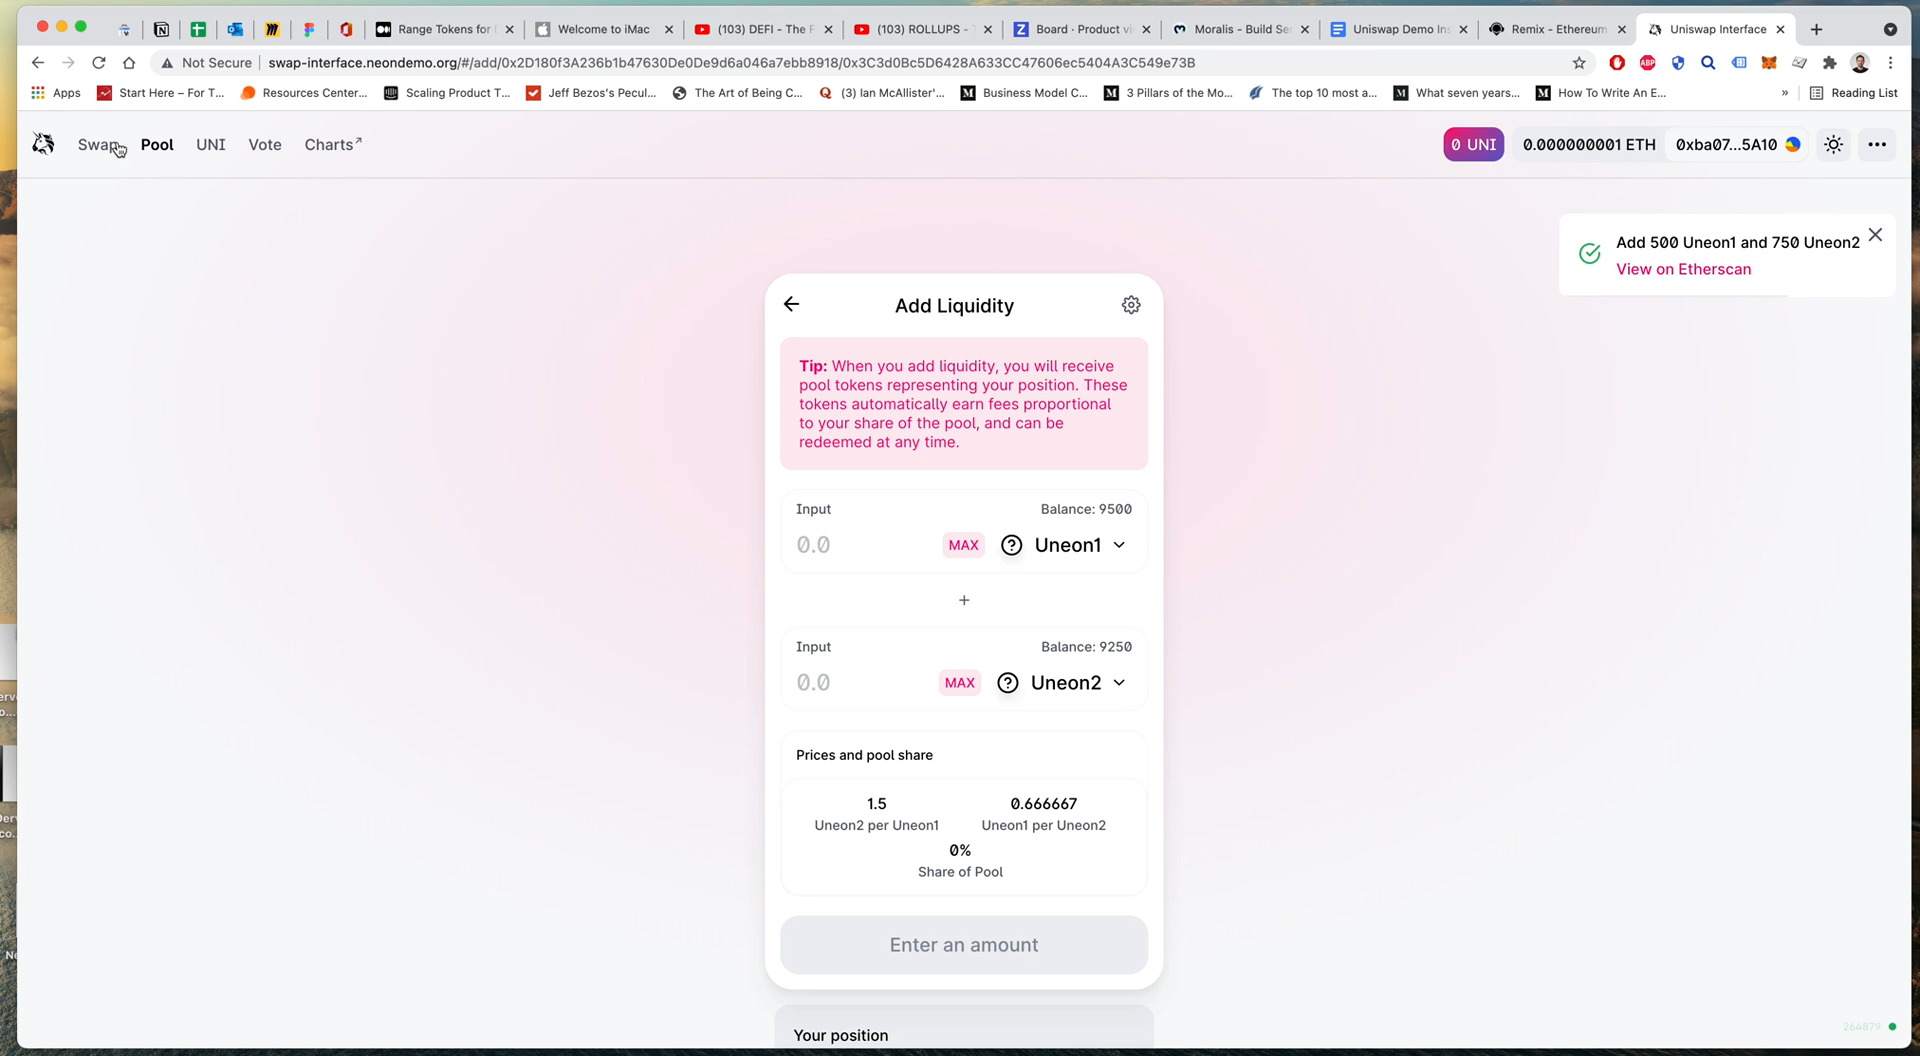 Range Tokens for
Welcome to iMac
(103) DEFI - The F
(103) ROLLUPS -
Board · Product vi
Moralis - Build Se
Uniswap Demo Ins
Remix - Ethereum
Uniswap Interface
Not Secure
swap-interface.neondemo.org/#/add/0x2D180f3A236b1b47630De0De9d6a046a7ebb8918/0x3C3d0Bc5D6428A633CC47606ec5404A3C549e73B
Apps
Start Here – For T...
Resources Center...
Scaling Product T...
Jeff Bezos's Pecul...
The Art of Being C...
(3) Ian McAllister'...
Business Model C...
3 Pillars of the Mo...
The top 10 most a...
What seven years...
How To Write An E...
»
Reading List
Swap
Pool
UNI
Vote
Charts↗
0 UNI
0.000000001 ETH
0xba07...5A10
Add 500 Uneon1 and 750 Uneon2
View on Etherscan
Add Liquidity
Tip: When you add liquidity, you will receive
pool tokens representing your position. These
tokens automatically earn fees proportional
to your share of the pool, and can be
redeemed at any time.
Input
Balance: 9500
0.0
MAX
Uneon1
+
Input
Balance: 9250
0.0
MAX
Uneon2
Prices and pool share
1.5
0.666667
Uneon2 per Uneon1
Uneon1 per Uneon2
0%
Share of Pool
Enter an amount
Your position
264879